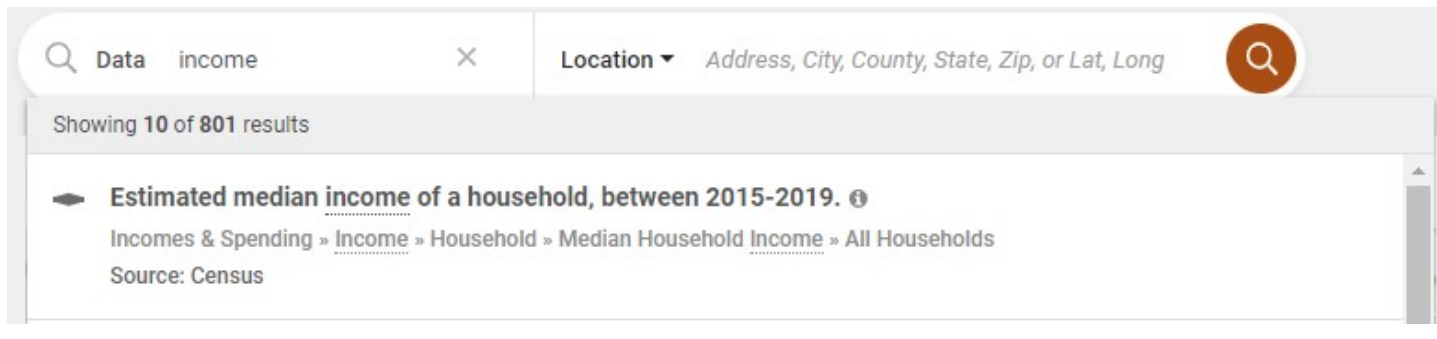 Data income × Location Address, City, County, State, Zip, or Lat, Long
Showing 10 of 801 results
Estimated median income of a household, between 2015-2019.
Incomes & Spending » Income » Household » Median Household Income » All Households
Source: Census